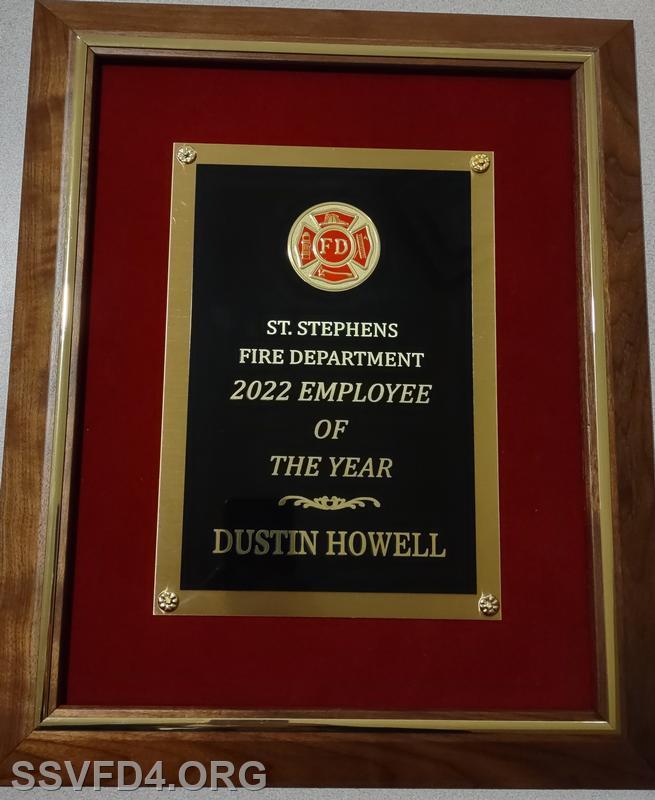 FD
ST. STEPHENS
FIRE DEPARTMENT
2022 EMPLOYEE
OF
THE YEAR
DUSTIN HOWELL
SSVFD4.ORG